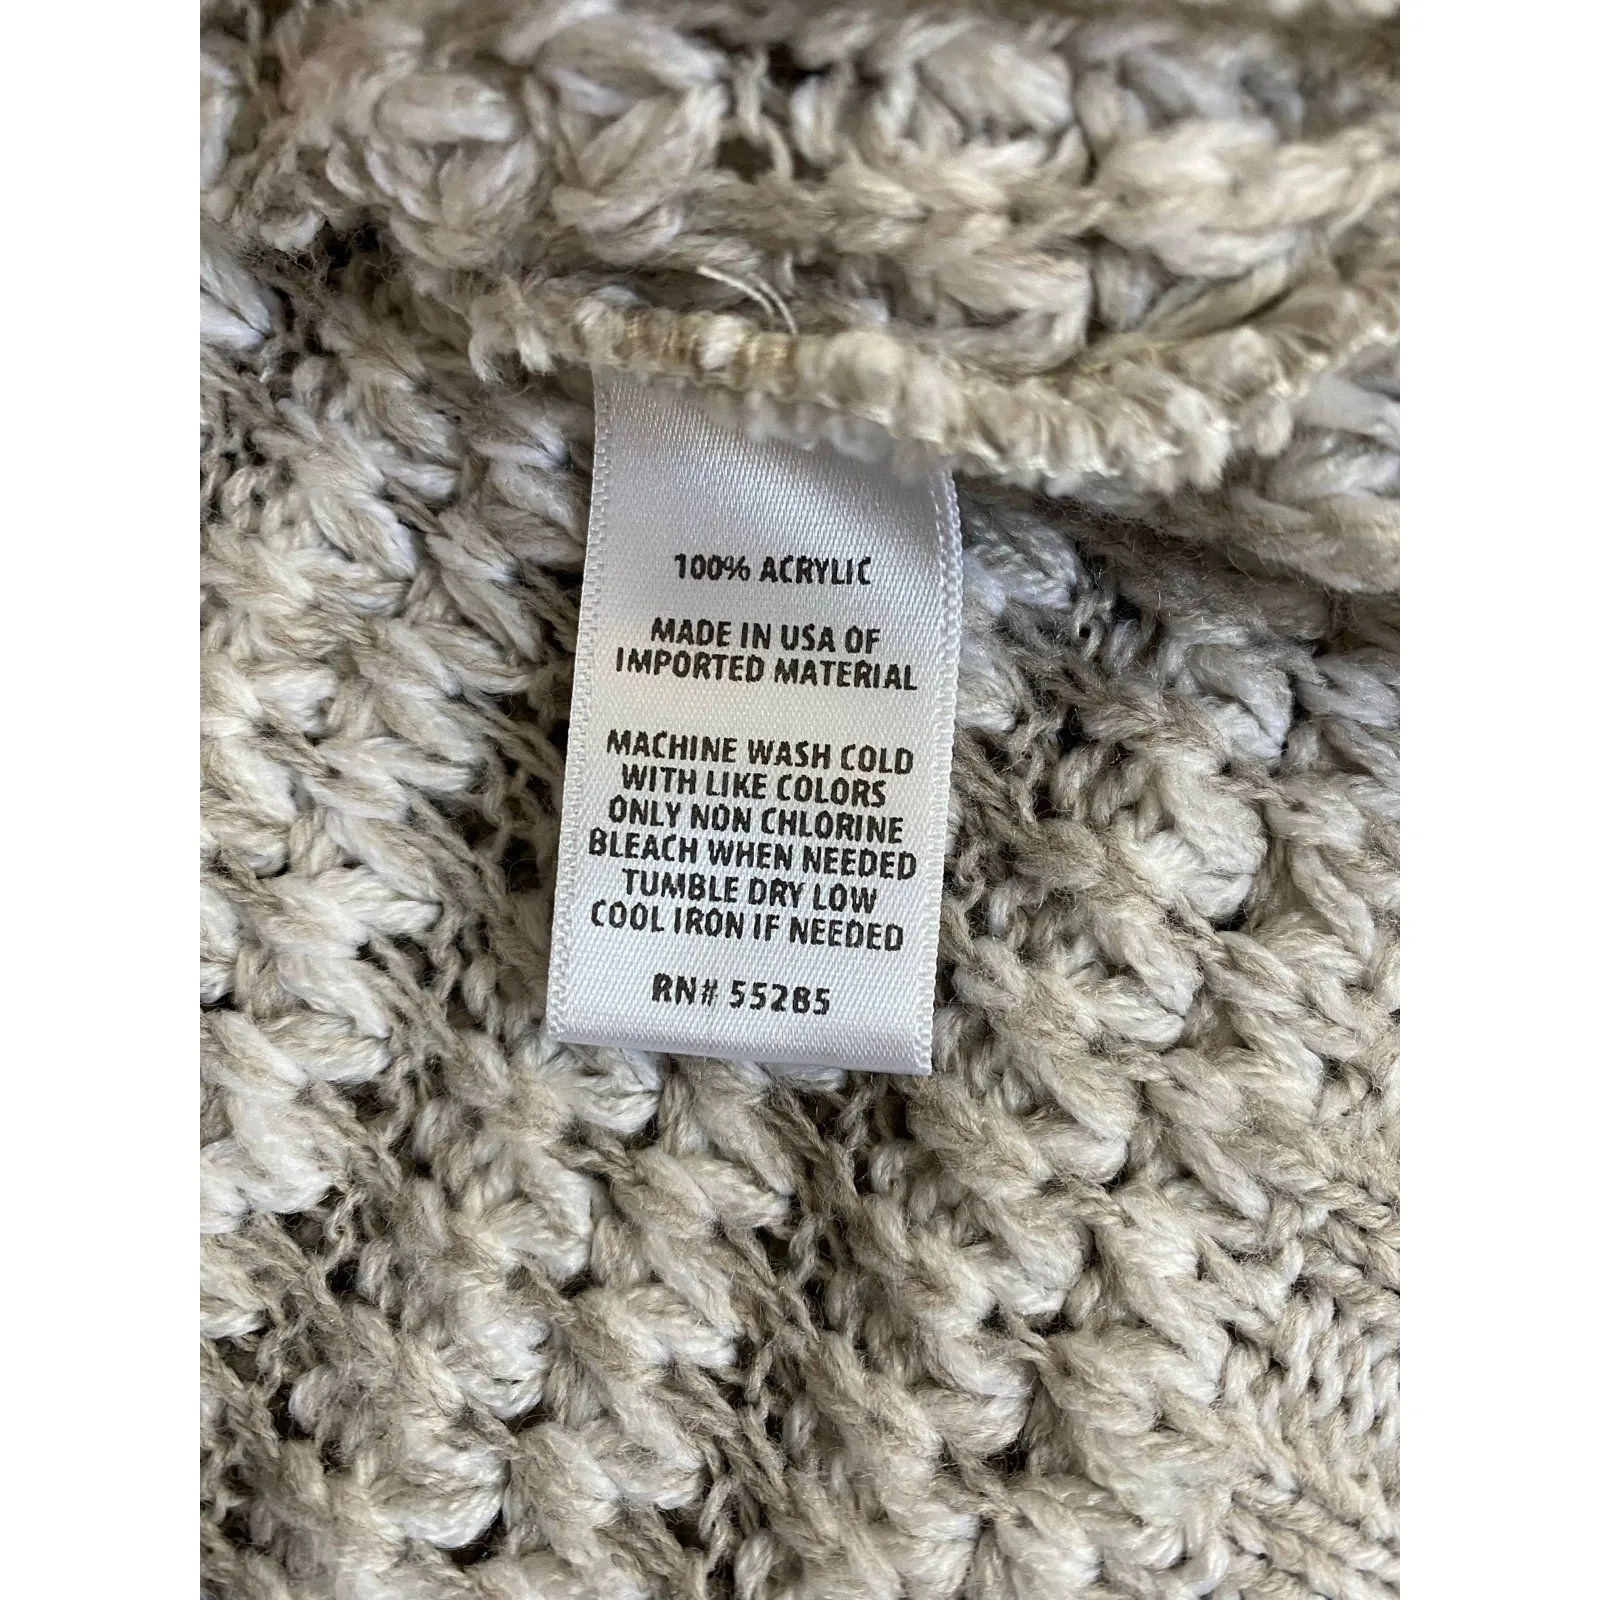 100% ACRYLIC
MADE IN USA OF
IMPORTED MATERIAL
MACHINE WASH COLD
WITH LIKE COLORS
ONLY NON CHLORINE
BLEACH WHEN NEEDED
TUMBLE DRY LOW
COOL IRON IF NEEDED
RN# 55285